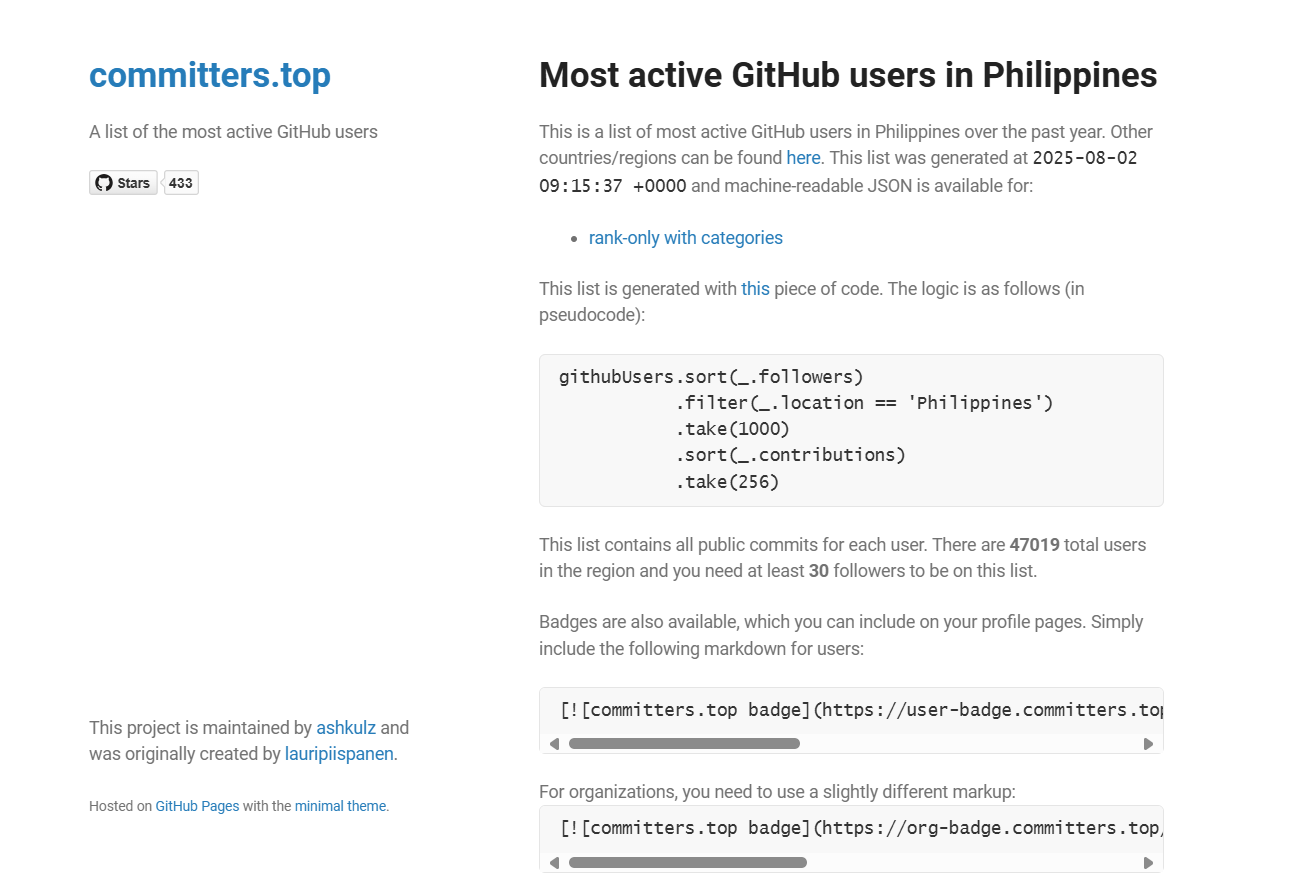 committers.top
A list of the most active GitHub users
Stars 433
This project is maintained by ashkulz and
was originally created by lauripiispanen.
Hosted on GitHub Pages with the minimal theme.
Most active GitHub users in Philippines
This is a list of most active GitHub users in Philippines over the past year. Other
countries/regions can be found here. This list was generated at 2025-08-02
09:15:37 +0000 and machine-readable JSON is available for:
• rank-only with categories
This list is generated with this piece of code. The logic is as follows (in
pseudocode):
githubUsers.sort(_.followers)
.filter(_.location == 'Philippines')
.take(1000)
.sort(_.contributions)
.take(256)
This list contains all public commits for each user. There are 47019 total users
in the region and you need at least 30 followers to be on this list.
Badges are also available, which you can include on your profile pages. Simply
include the following markdown for users:
[![committers.top badge](https://user-badge.committers.top
For organizations, you need to use a slightly different markup:
[![committers.top badge](https://org-badge.committers.top/